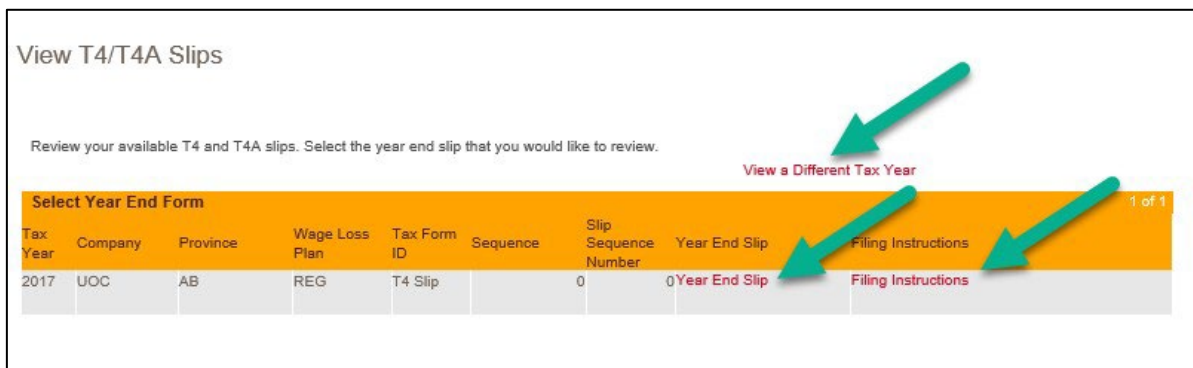 View T4/T4A Slips
Review your available T4 and T4A slips. Select the year end slip that you would like to review.
View a Different Tax Year
Select Year End Form 1 of 1
Tax Year Company Province Wage Loss Plan Tax Form ID Sequence Slip Sequence Number Year End Slip Filing Instructions
2017 UOC AB REG T4 Slip 0 0 Year End Slip Filing Instructions